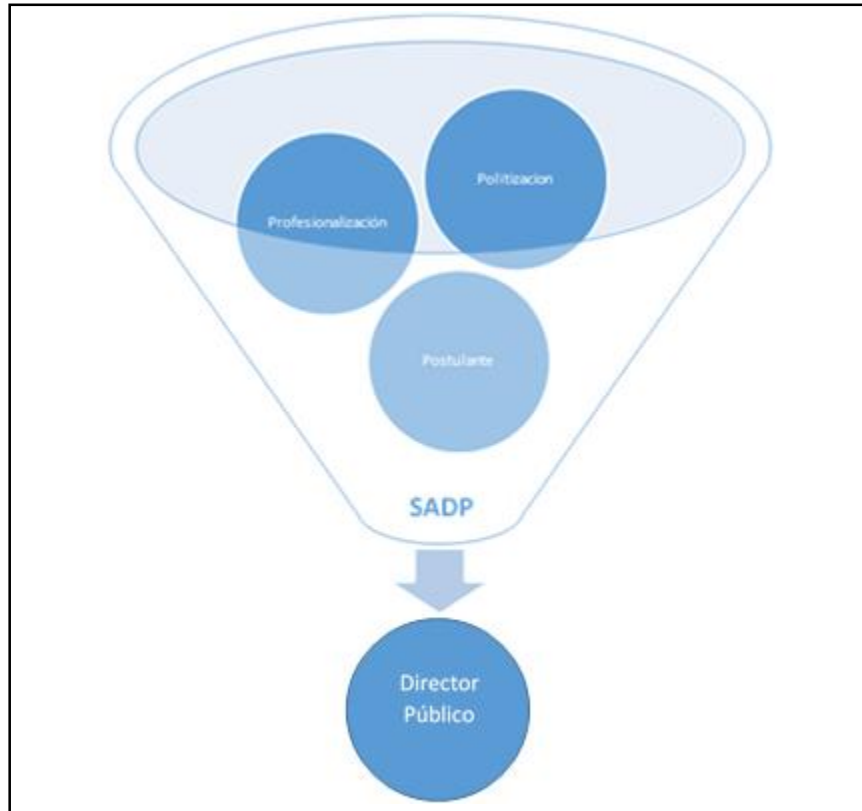 Politizacion
Profesionalización
Postulante
SADP
Director
Público